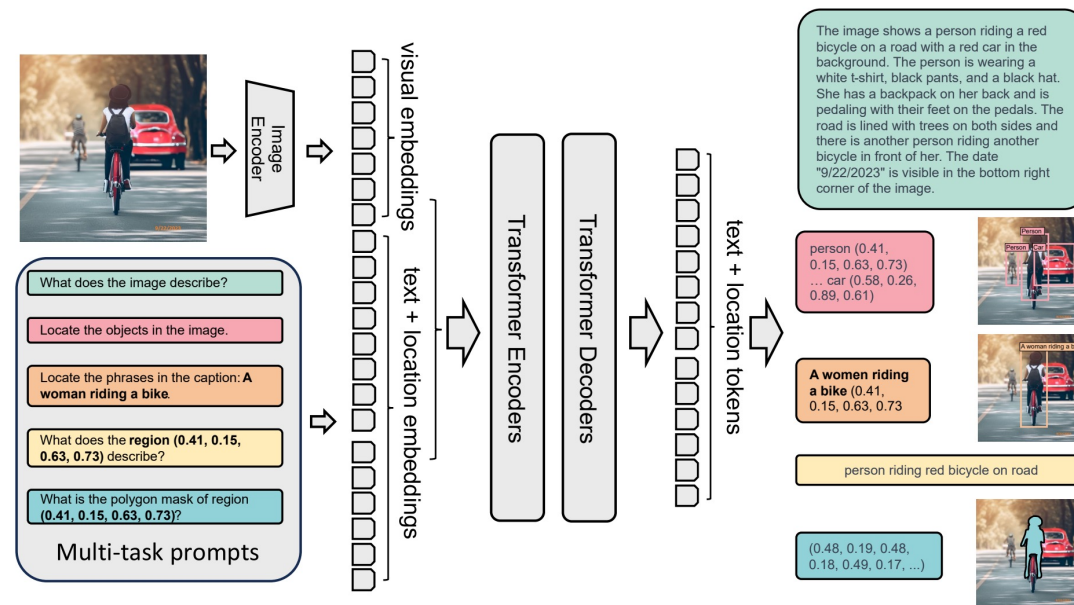 Image
Encoder
visual embeddings
text + location embeddings
Transformer Encoders
Transformer Decoders
text + location tokens
What does the image describe?
Locate the objects in the image.
Locate the phrases in the caption: A
woman riding a bike.
What does the region (0.41, 0.15,
0.63, 0.73) describe?
What is the polygon mask of region
(0.41, 0.15, 0.63, 0.73)?
Multi-task prompts
The image shows a person riding a red
bicycle on a road with a red car in the
background. The person is wearing a
white t-shirt, black pants, and a black hat.
She has a backpack on her back and is
pedaling with their feet on the pedals. The
road is lined with trees on both sides and
there is another person riding another
bicycle in front of her. The date
"9/22/2023" is visible in the bottom right
corner of the image.
person (0.41,
0.15, 0.63, 0.73)
… car (0.58, 0.26,
0.89, 0.61)
Person
Person
Car
A women riding
a bike (0.41,
0.15, 0.63, 0.73
A woman riding a b
person riding red bicycle on road
(0.48, 0.19, 0.48,
0.18, 0.49, 0.17, ...)